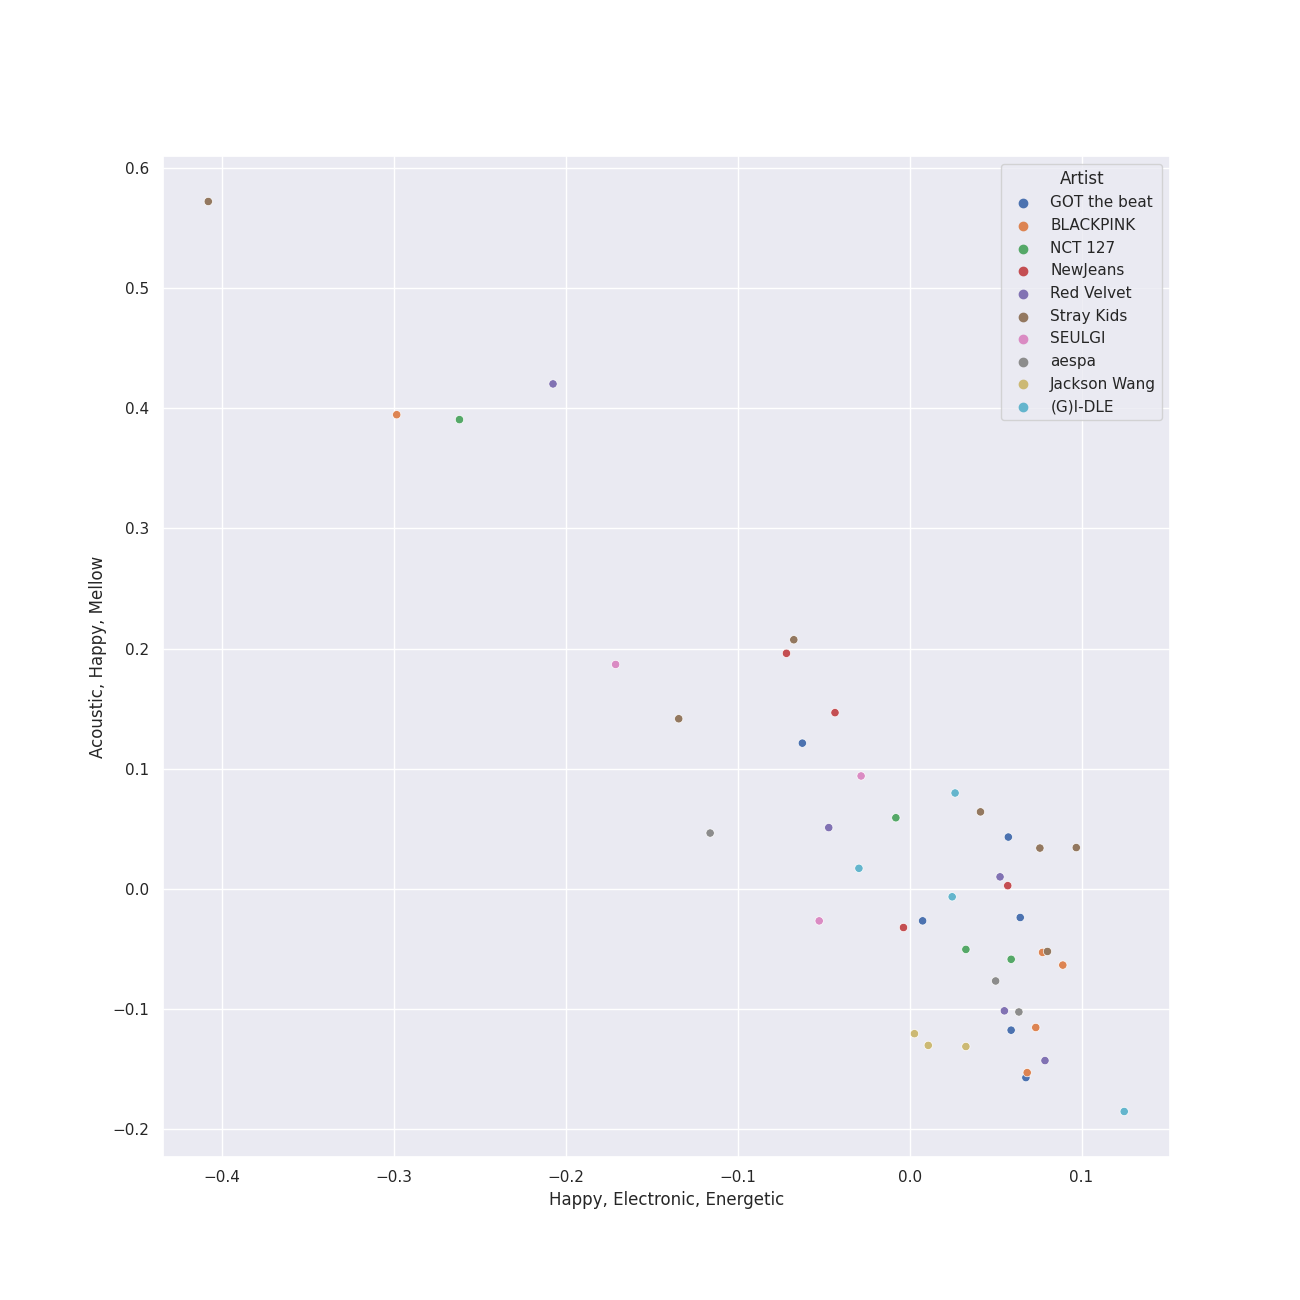 Artist
GOT the beat
BLACKPINK
NCT 127
NewJeans
Red Velvet
Stray Kids
SEULGI
aespa
Jackson Wang
(G)I-DLE
0.6
0.5
0.4
0.3
0.2
0.1
0.0
−0.1
−0.2
Acoustic, Happy, Mellow
−0.4 −0.3 −0.2 −0.1 0.0 0.1
Happy, Electronic, Energetic